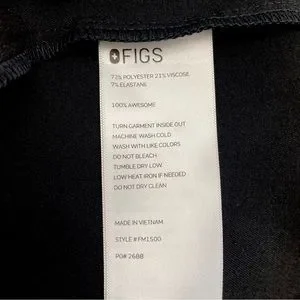 FIGS
72% POLYESTER 21% VISCOSE
7% ELASTANE
100% AWESOME
TURN GARMENT INSIDE OUT
MACHINE WASH COLD
WASH WITH LIKE COLORS
DO NOT BLEACH
TUMBLE DRY LOW
LOW HEAT IRON IF NEEDED
DO NOT DRY CLEAN
MADE IN VIETNAM
STYLE #FM1500
PO# 2688